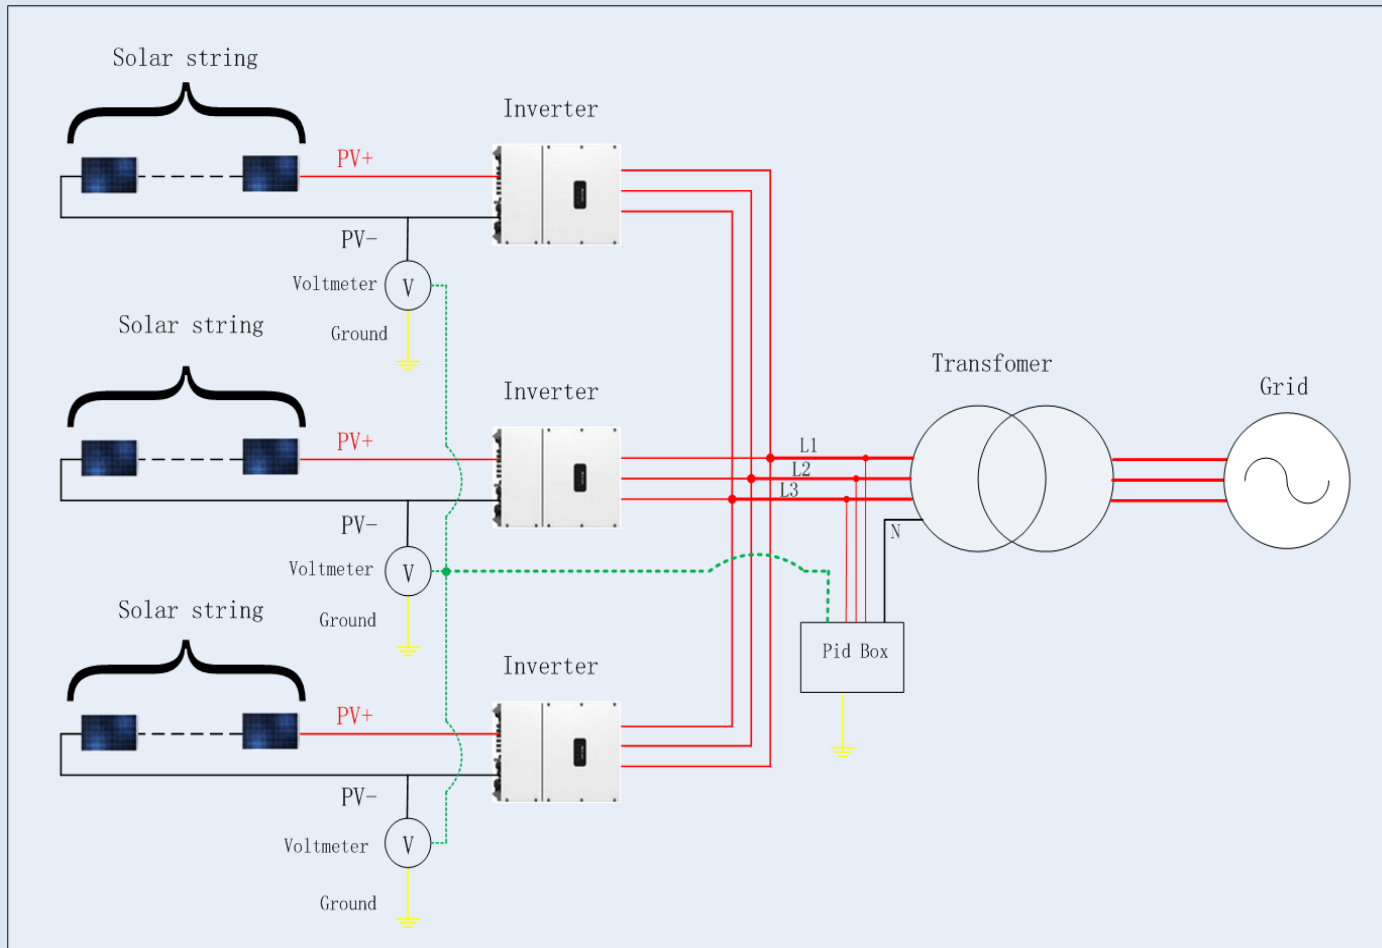 Solar string
Inverter
PV+
PV-
Voltmeter
V
Ground
Solar string
Inverter
Transfomer
Grid
PV+
L1
L2
L3
PV-
N
Voltmeter
V
Solar string
Ground
Pid Box
Inverter
PV+
PV-
Voltmeter
V
Ground